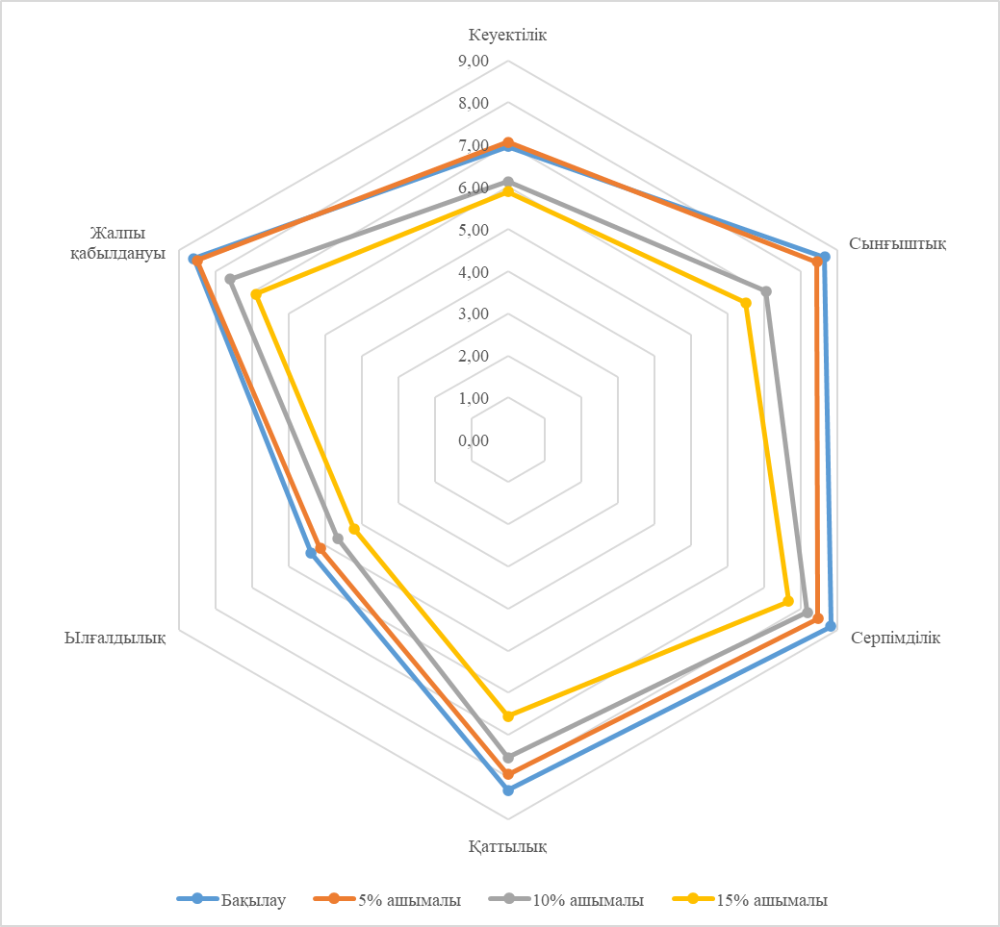 Кеуектілік
9,00
8,00
7,00
6,00
5,00
4,00
3,00
2,00
1,00
0,00
Сынғыштық
Серпімділік
Қаттылық
Ылғалдылық
Жалпы
қабылдануы
Бақылау 5% ашымалы 10% ашымалы 15% ашымалы